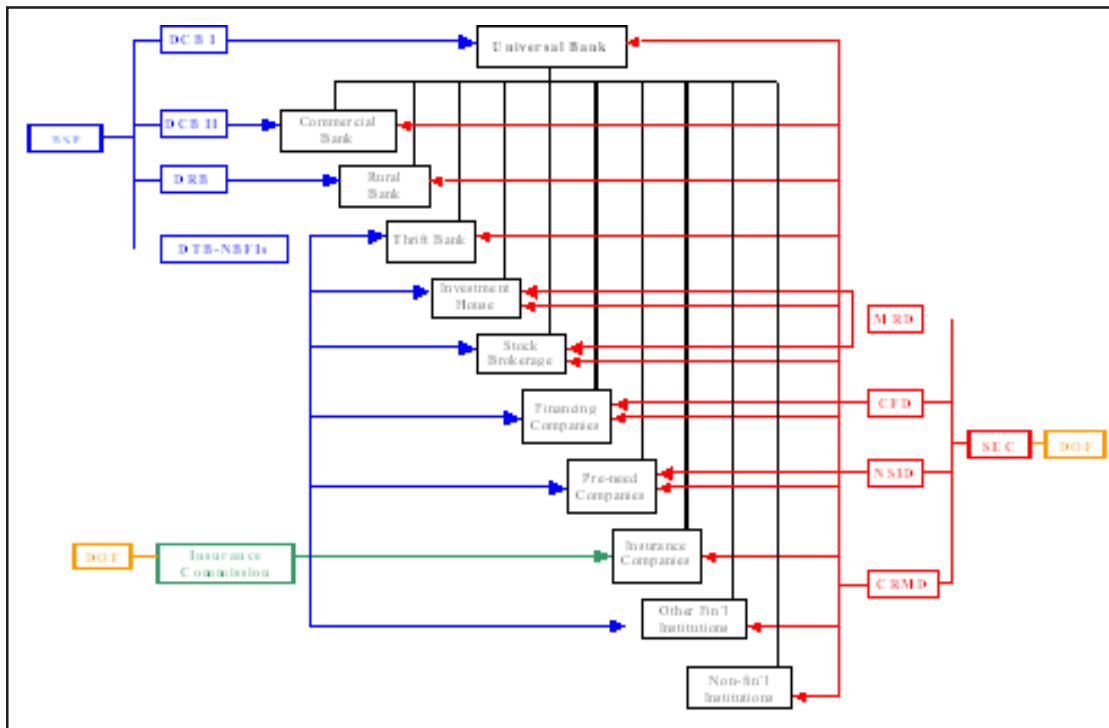 DCB I
Universal Bank
DCB II
Commercial
Bank
BSP
DRB
Rural
Bank
DTB-NBFIs
Thrift Bank
Investment
House
MRD
Stock
Brokerage
CFD
Financing
Companies
SEC
DOF
NSID
Pre-need
Companies
DOF
Insurance
Commission
Insurance
Companies
CRMD
Other Fin'l
Institutions
Non-fin'l
Institutions